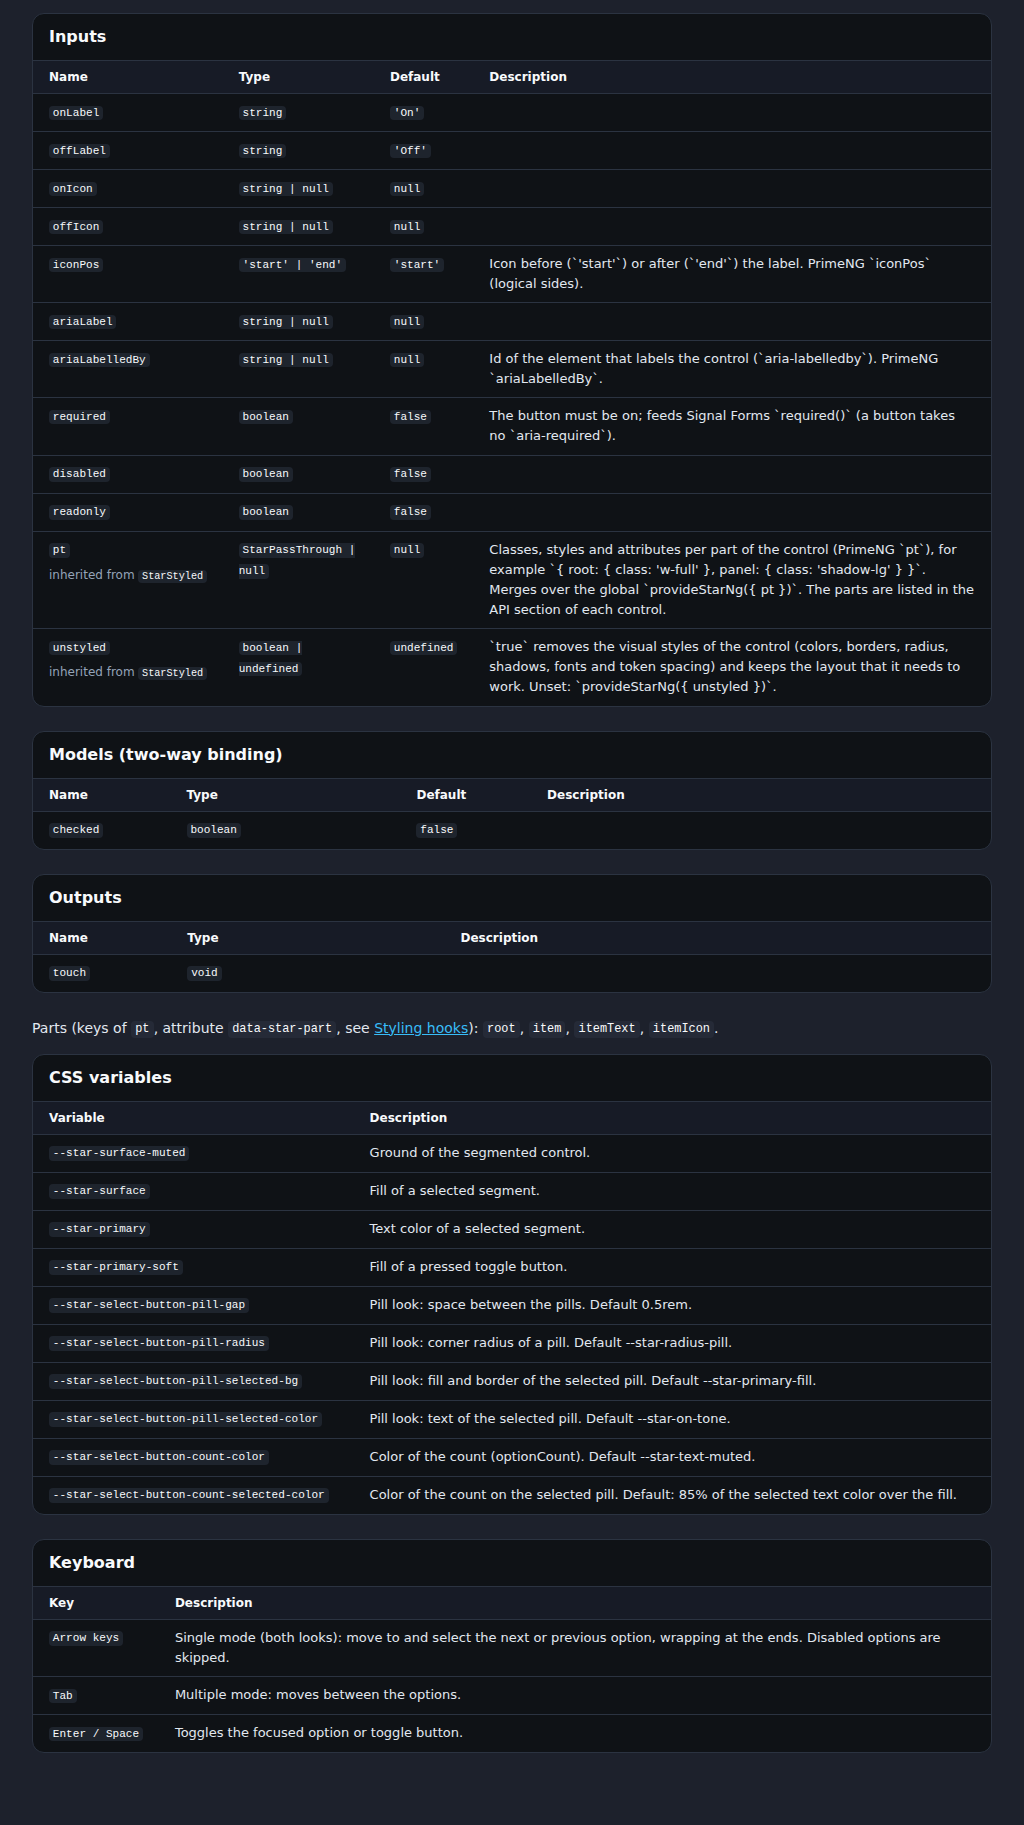 Inputs
Name Type Default Description
onLabel string 'On'
offLabel string 'Off'
onIcon string | null null
offIcon string | null null
iconPos 'start' | 'end' 'start' Icon before (`'start'`) or after (`'end'`) the label. PrimeNG `iconPos`
(logical sides).
ariaLabel string | null null
ariaLabelledBy string | null null Id of the element that labels the control (`aria-labelledby`). PrimeNG
`ariaLabelledBy`.
required boolean false The button must be on; feeds Signal Forms `required()` (a button takes
no `aria-required`).
disabled boolean false
readonly boolean false
pt StarPassThrough | null Classes, styles and attributes per part of the control (PrimeNG `pt`), for
inherited from StarStyled null example `{ root: { class: 'w-full' }, panel: { class: 'shadow-lg' } }`.
Merges over the global `provideStarNg({ pt })`. The parts are listed in the
API section of each control.
unstyled boolean | undefined `true` removes the visual styles of the control (colors, borders, radius,
inherited from StarStyled undefined shadows, fonts and token spacing) and keeps the layout that it needs to
work. Unset: `provideStarNg({ unstyled })`.
Models (two-way binding)
Name Type Default Description
checked boolean false
Outputs
Name Type Description
touch void
Parts (keys of pt, attribute data-star-part, see Styling hooks): root, item, itemText, itemIcon.
CSS variables
Variable Description
--star-surface-muted Ground of the segmented control.
--star-surface Fill of a selected segment.
--star-primary Text color of a selected segment.
--star-primary-soft Fill of a pressed toggle button.
--star-select-button-pill-gap Pill look: space between the pills. Default 0.5rem.
--star-select-button-pill-radius Pill look: corner radius of a pill. Default --star-radius-pill.
--star-select-button-pill-selected-bg Pill look: fill and border of the selected pill. Default --star-primary-fill.
--star-select-button-pill-selected-color Pill look: text of the selected pill. Default --star-on-tone.
--star-select-button-count-color Color of the count (optionCount). Default --star-text-muted.
--star-select-button-count-selected-color Color of the count on the selected pill. Default: 85% of the selected text color over the fill.
Keyboard
Key Description
Arrow keys Single mode (both looks): move to and select the next or previous option, wrapping at the ends. Disabled options are
skipped.
Tab Multiple mode: moves between the options.
Enter / Space Toggles the focused option or toggle button.